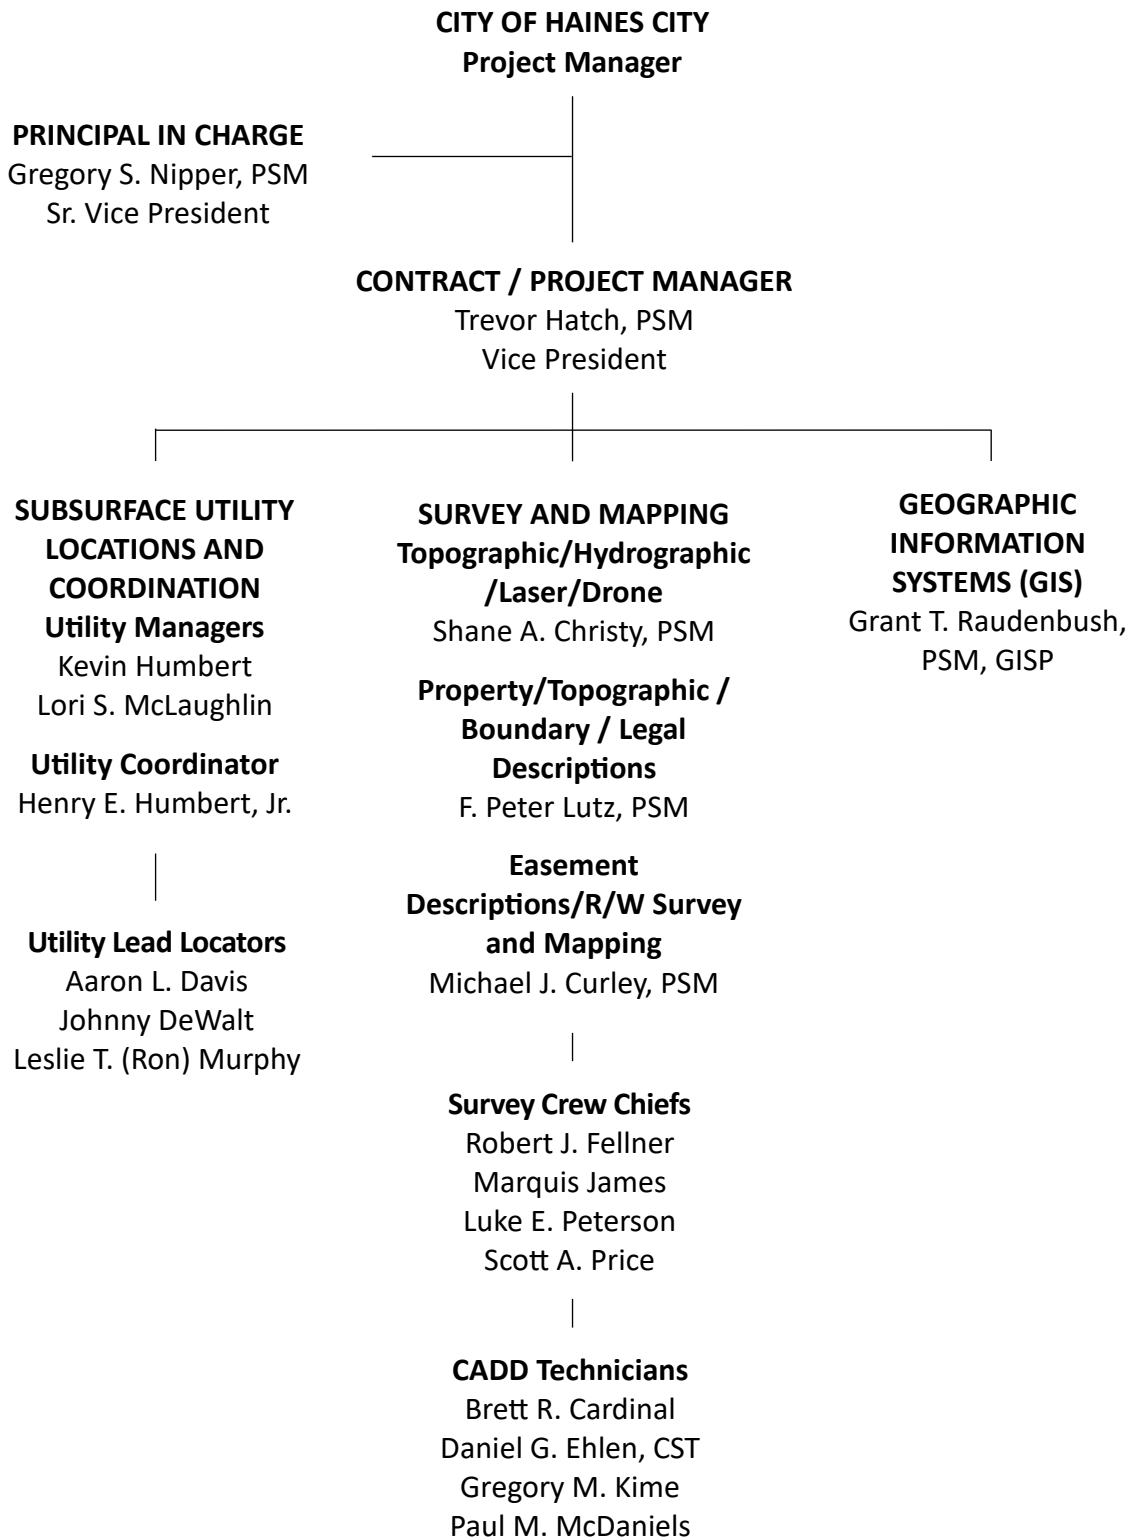 CITY OF HAINES CITY
Project Manager
PRINCIPAL IN CHARGE
Gregory S. Nipper, PSM
Sr. Vice President
CONTRACT / PROJECT MANAGER
Trevor Hatch, PSM
Vice President
SUBSURFACE UTILITY
LOCATIONS AND
COORDINATION
Utility Managers
Kevin Humbert
Lori S. McLaughlin
Utility Coordinator
Henry E. Humbert, Jr.
Utility Lead Locators
Aaron L. Davis
Johnny DeWalt
Leslie T. (Ron) Murphy
SURVEY AND MAPPING
Topographic/Hydrographic
/Laser/Drone
Shane A. Christy, PSM
Property/Topographic /
Boundary / Legal
Descriptions
F. Peter Lutz, PSM
Easement
Descriptions/R/W Survey
and Mapping
Michael J. Curley, PSM
Survey Crew Chiefs
Robert J. Fellner
Marquis James
Luke E. Peterson
Scott A. Price
CADD Technicians
Brett R. Cardinal
Daniel G. Ehlen, CST
Gregory M. Kime
Paul M. McDaniels
GEOGRAPHIC
INFORMATION
SYSTEMS (GIS)
Grant T. Raudenbush,
PSM, GISP